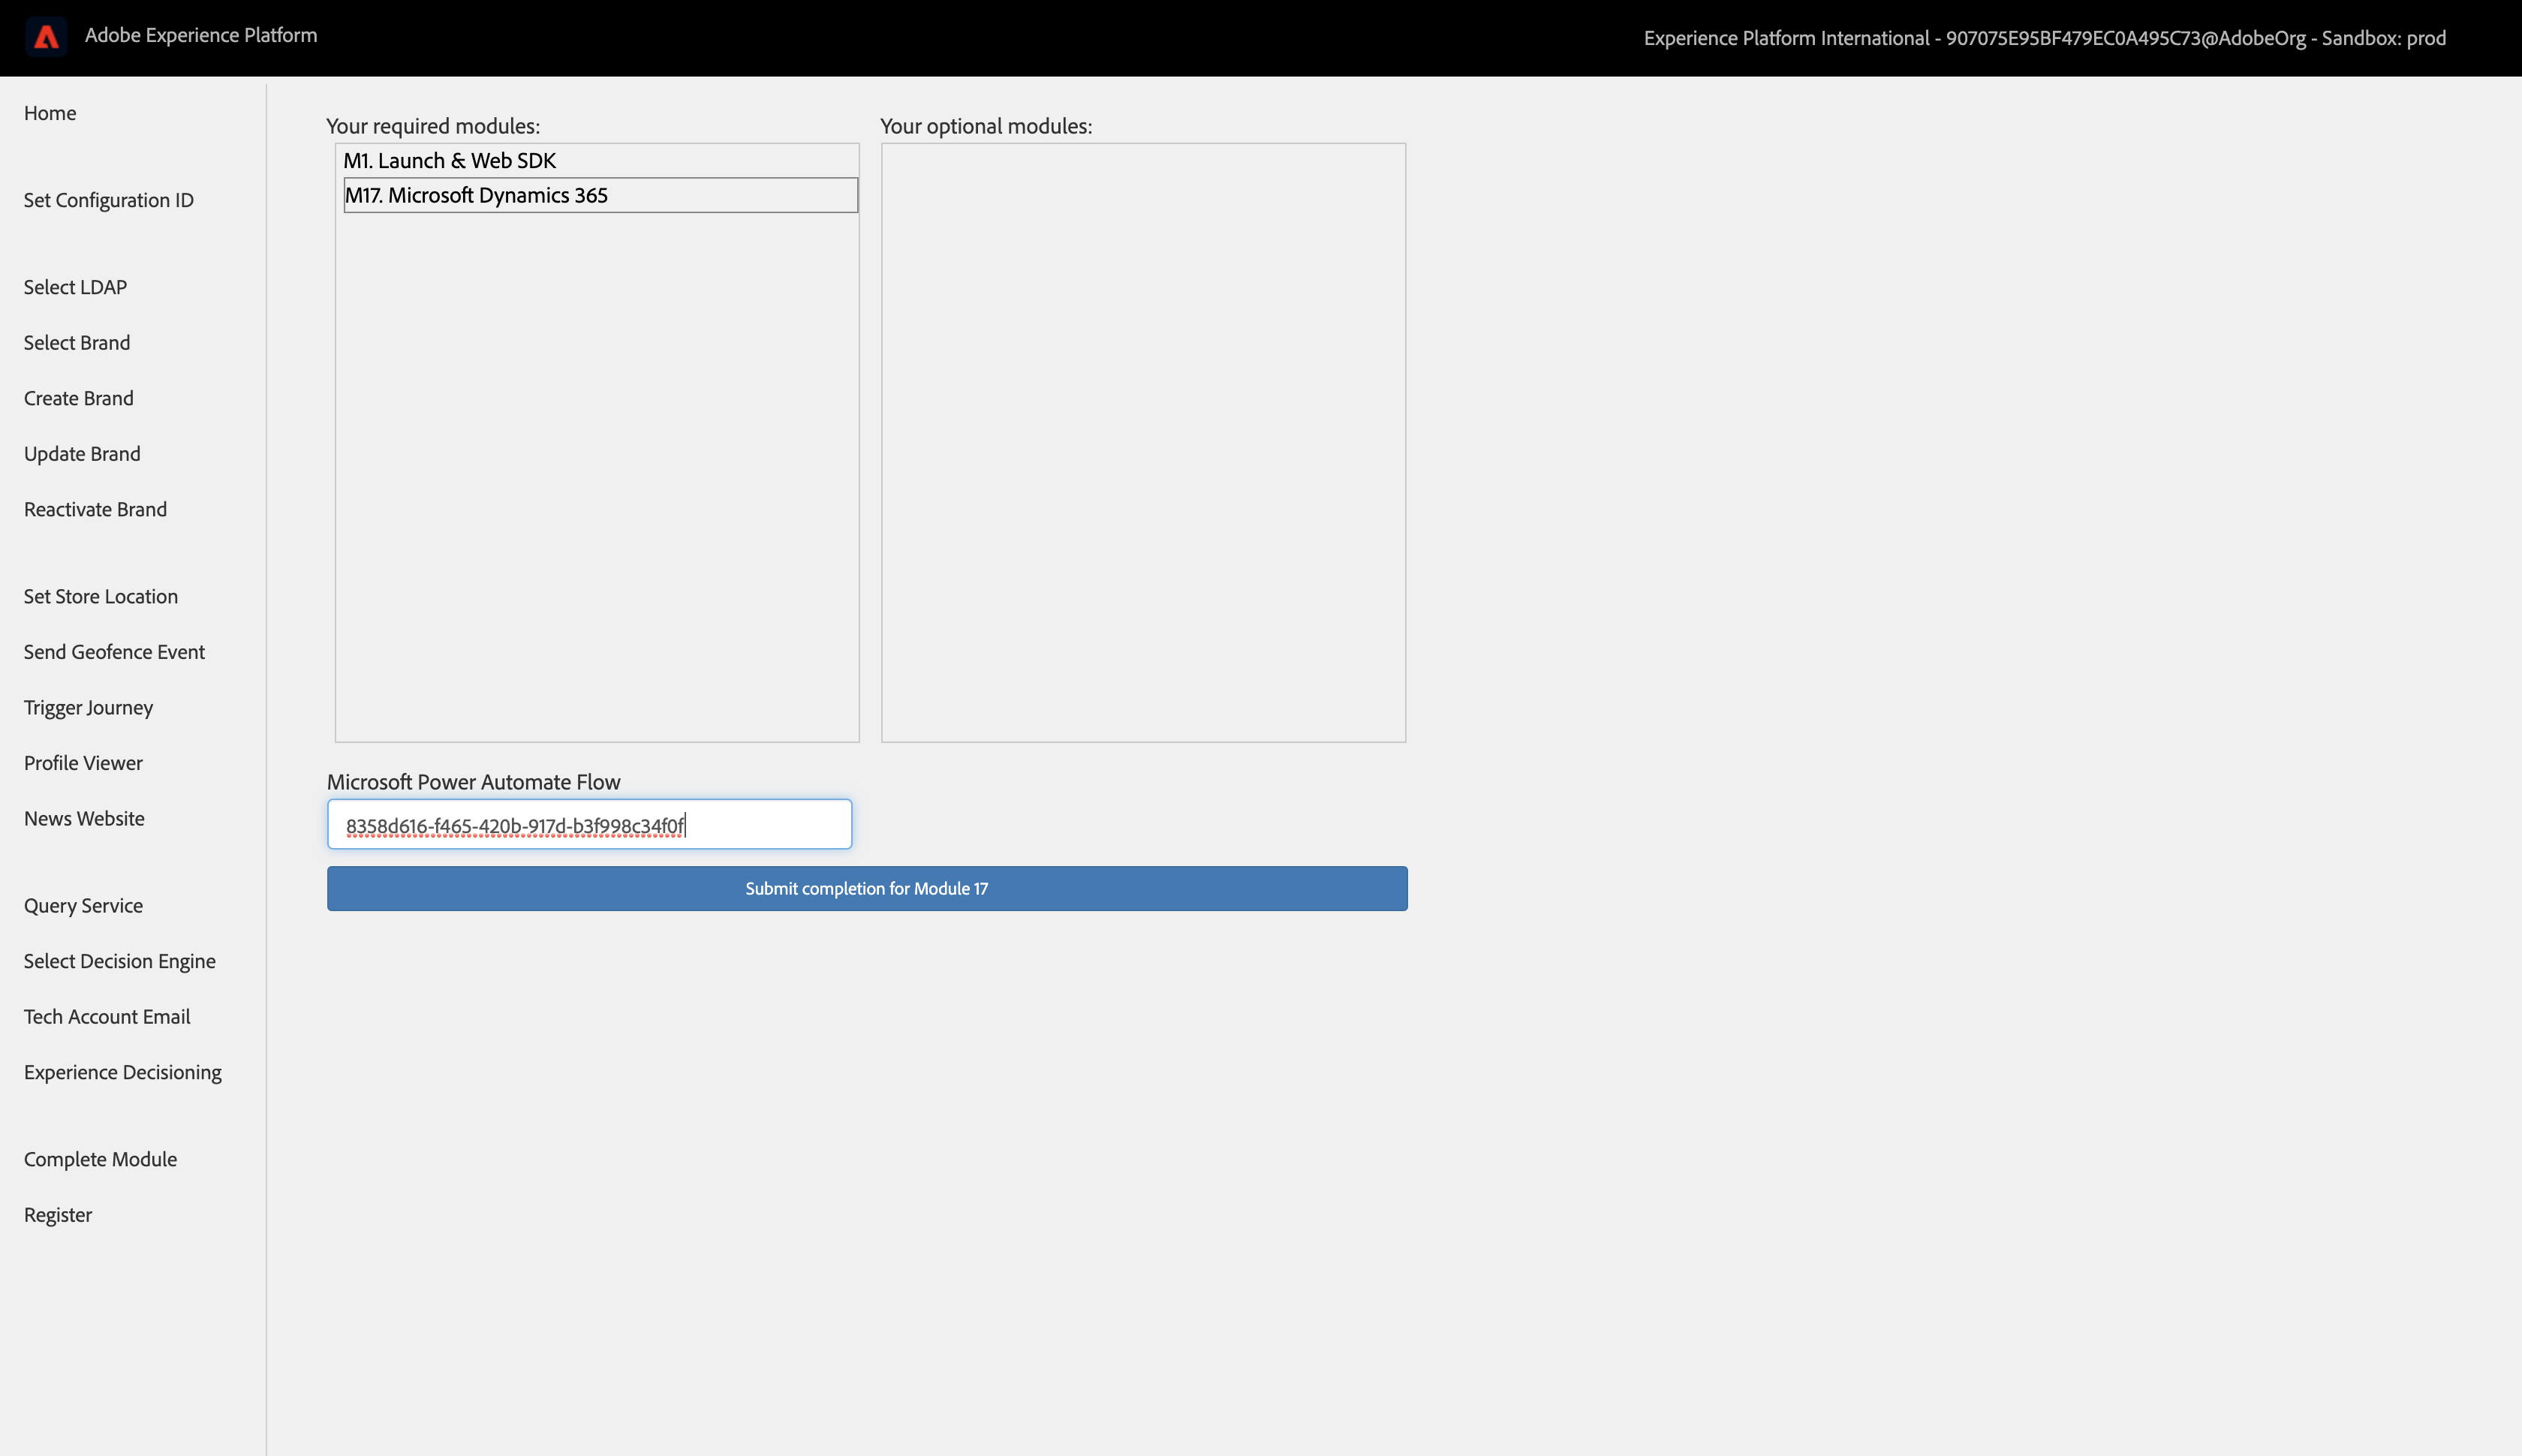 Adobe Experience Platform
Experience Platform International - 907075E95BF479EC0A495C73@AdobeOrg - Sandbox: prod
Home
Set Configuration ID
Select LDAP
Select Brand
Create Brand
Update Brand
Reactivate Brand
Set Store Location
Send Geofence Event
Trigger Journey
Profile Viewer
News Website
Query Service
Select Decision Engine
Tech Account Email
Experience Decisioning
Complete Module
Register
Your required modules:
M1. Launch & Web SDK
M17. Microsoft Dynamics 365
Your optional modules:
Microsoft Power Automate Flow
8358d616-f465-420b-917d-b3f998c34f0f
Submit completion for Module 17